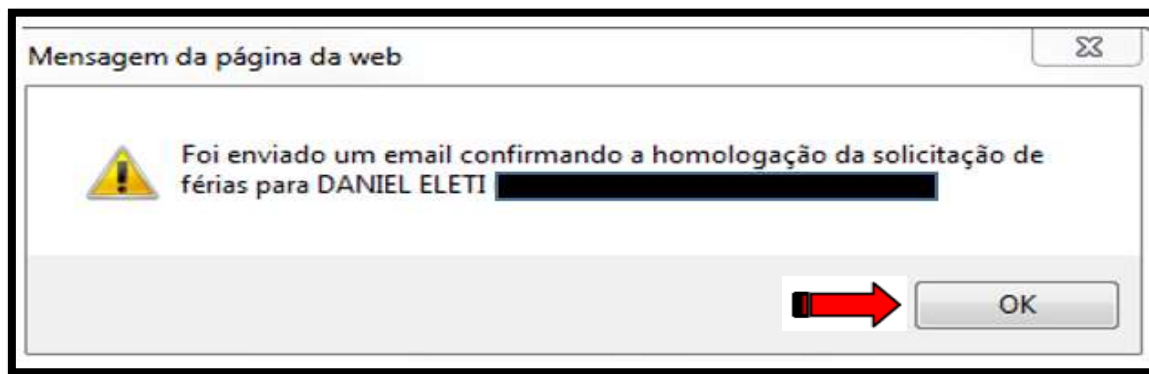 Mensagem da página da web
Foi enviado um email confirmando a homologação da solicitação de
férias para DANIEL ELETI
OK